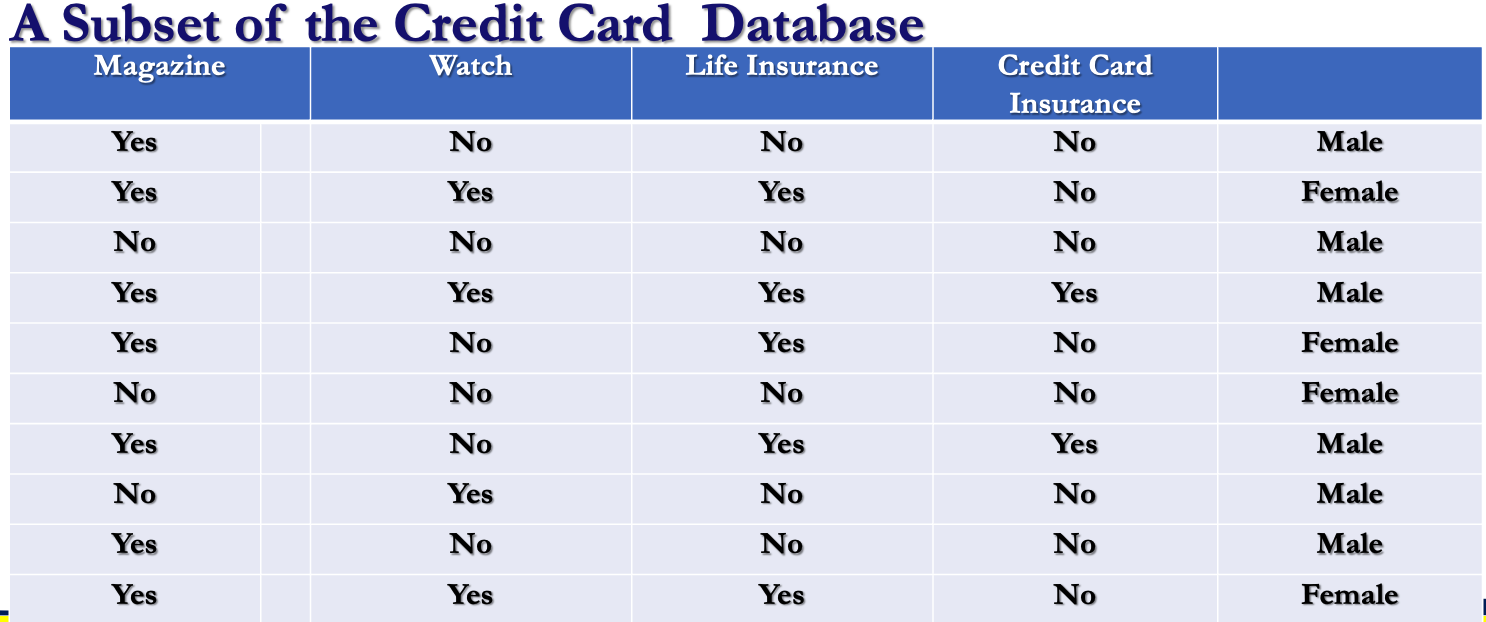 A Subset of the Credit Card Database
Magazine Watch Life Insurance Credit Card Insurance
Yes No No No Male
Yes Yes Yes No Female
No No No No Male
Yes Yes Yes Yes Male
Yes No Yes No Female
No No No No Female
Yes No Yes Yes Male
No Yes No No Male
Yes No No No Male
Yes Yes Yes No Female